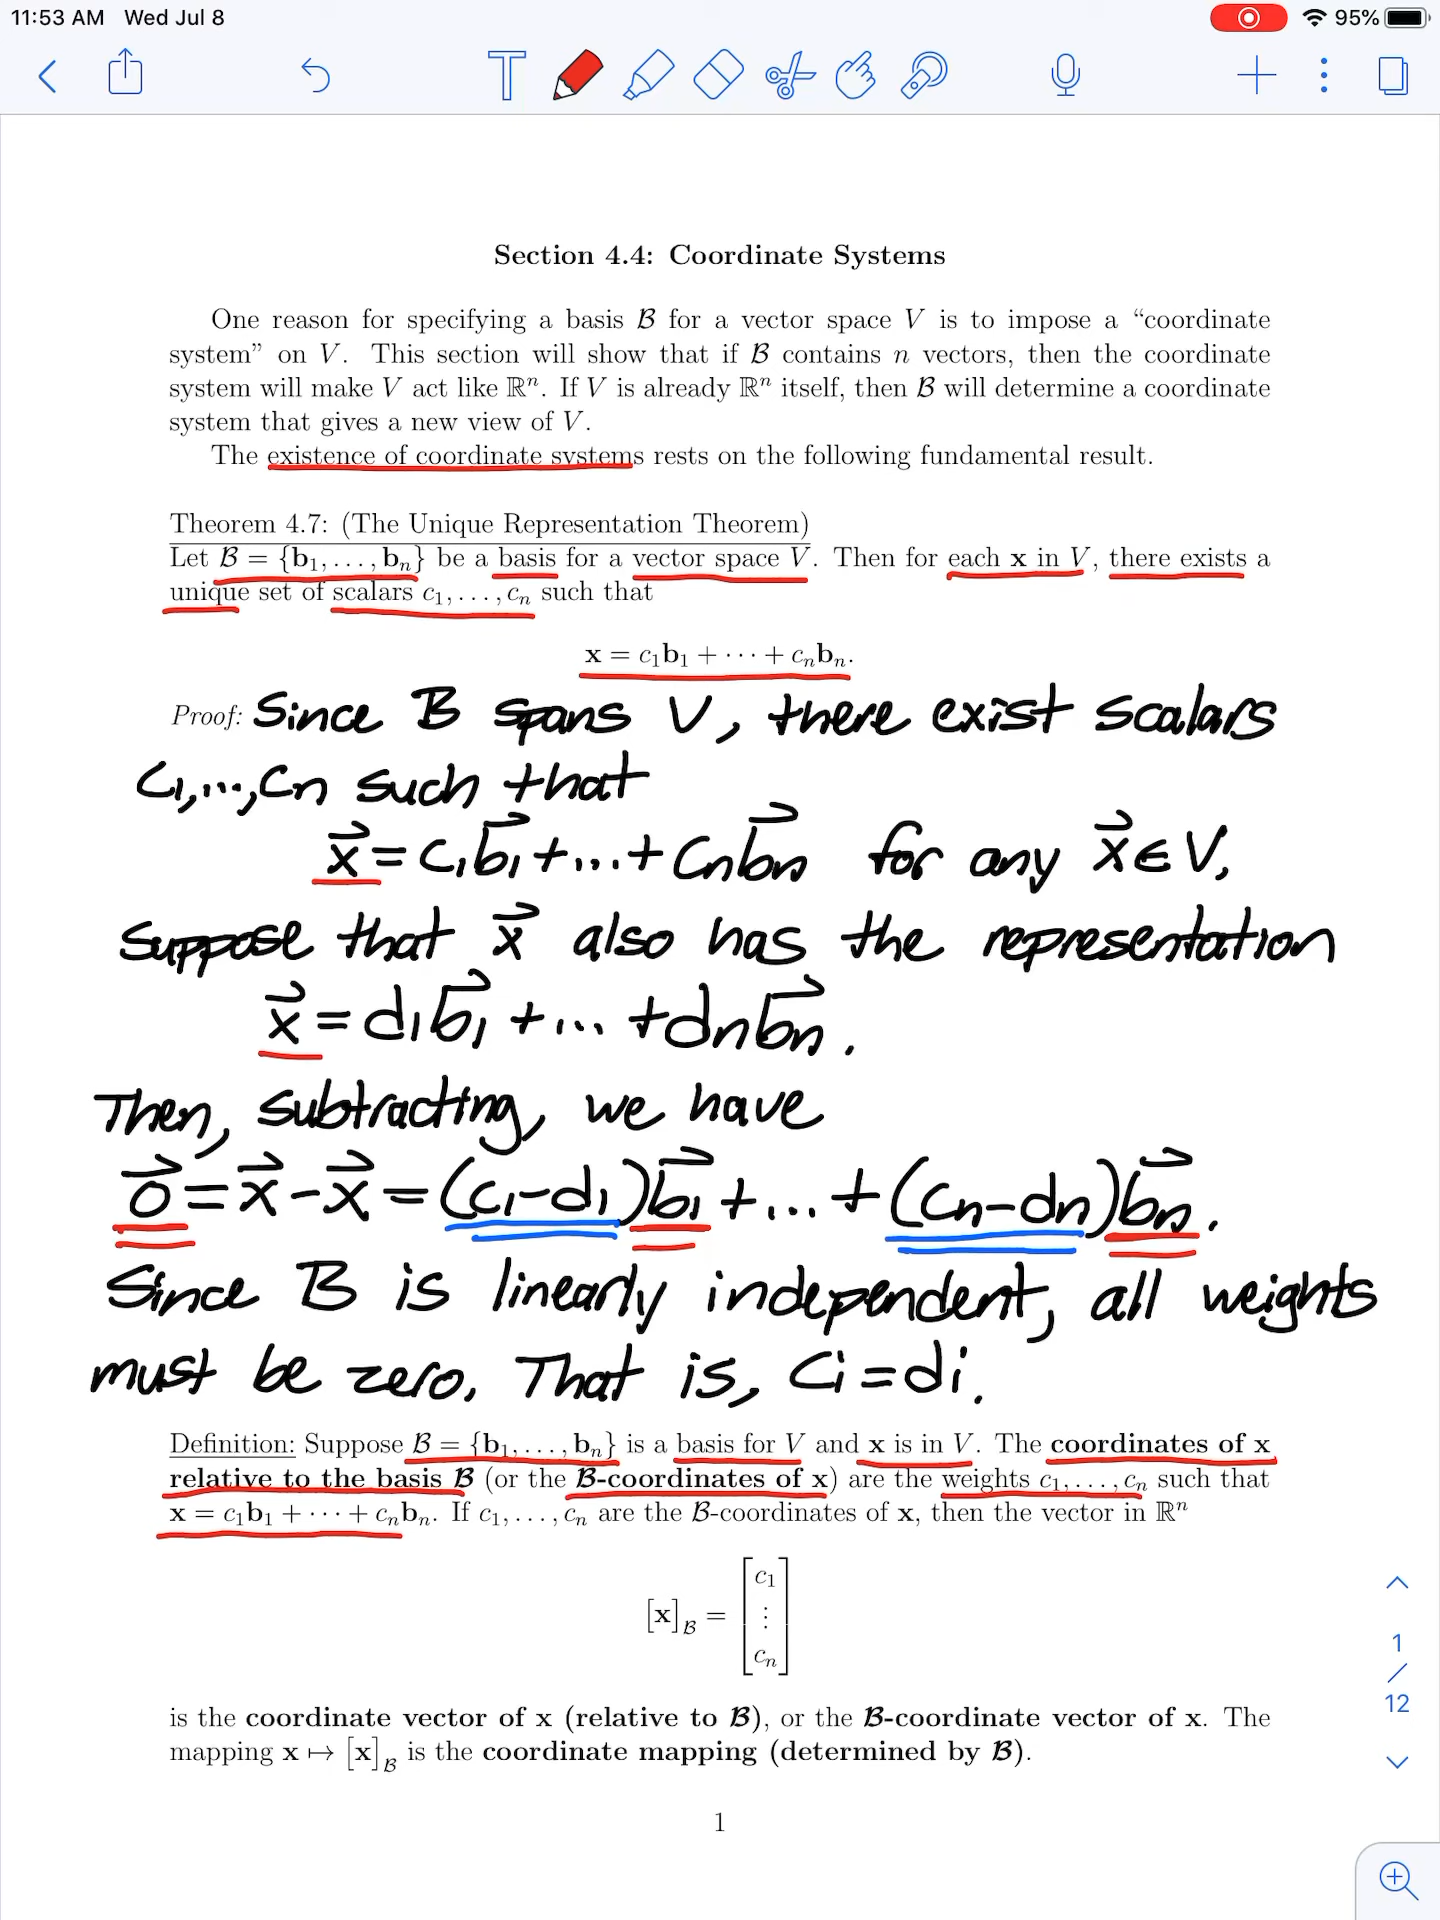 11:53 AM Wed Jul 8
95%
Section 4.4: Coordinate Systems
One reason for specifying a basis ℬ for a vector space V is to impose a “coordinate
system” on V. This section will show that if ℬ contains n vectors, then the coordinate
system will make V act like ℝⁿ. If V is already ℝⁿ itself, then ℬ will determine a coordinate
system that gives a new view of V.
The existence of coordinate systems rests on the following fundamental result.
Theorem 4.7: (The Unique Representation Theorem)
Let ℬ = {b₁, . . . , bₙ} be a basis for a vector space V. Then for each x in V, there exists a
unique set of scalars c₁, . . . , cₙ such that
x = c₁b₁ + · · · + cₙbₙ.
Proof: Since B spans V, there exist scalars
c₁,...,cₙ such that
x⃗ = c₁b⃗₁ + ... + cₙb⃗ₙ for any x⃗ ∈ V,
Suppose that x⃗ also has the representation
x⃗ = d₁b⃗₁ + ... + dₙb⃗ₙ.
Then, subtracting, we have
0⃗ = x⃗ - x⃗ = (c₁-d₁)b⃗₁ + ... + (cₙ-dₙ)b⃗ₙ.
Since B is linearly independent, all weights
must be zero. That is, cᵢ = dᵢ.
Definition: Suppose ℬ = {b₁, . . . , bₙ} is a basis for V and x is in V. The coordinates of x
relative to the basis ℬ (or the ℬ-coordinates of x) are the weights c₁, . . . , cₙ such that
x = c₁b₁ + · · · + cₙbₙ. If c₁, . . . , cₙ are the ℬ-coordinates of x, then the vector in ℝⁿ
c₁
[x]ℬ = ⋮
cₙ
is the coordinate vector of x (relative to ℬ), or the ℬ-coordinate vector of x. The
mapping x ↦ [x]ℬ is the coordinate mapping (determined by ℬ).
1
/
12
1